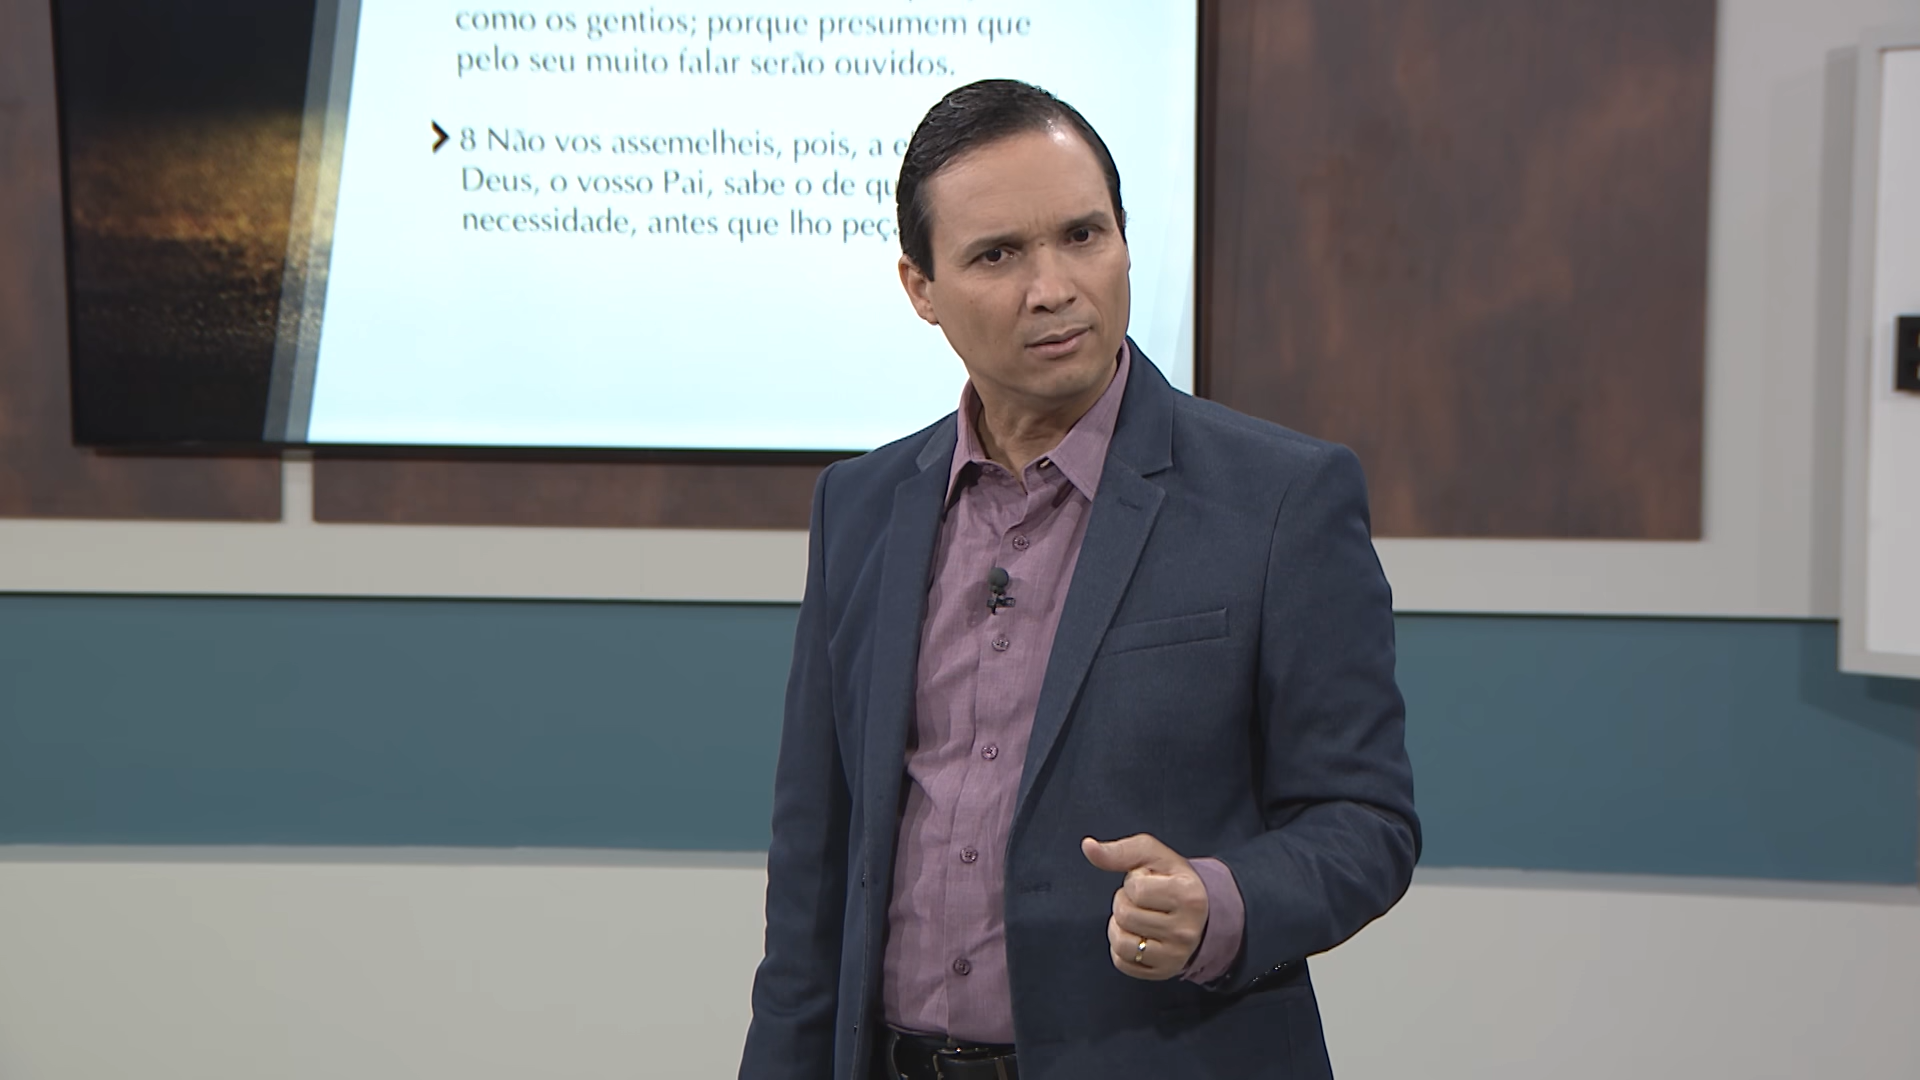 como os gentios; porque presumem que
pelo seu muito falar serão ouvidos.
8 Não vos assemelheis, pois, a
Deus, o vosso Pai, sabe o de
necessidade, antes que lho